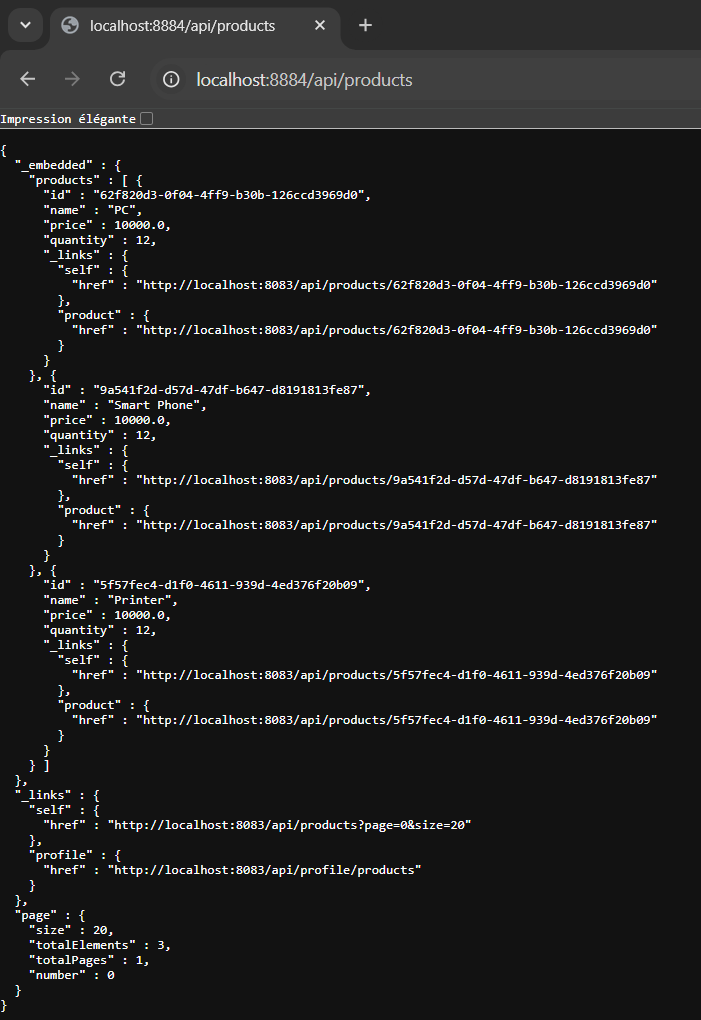 localhost:8884/api/products
localhost:8884/api/products
Impression élégante
{
  "_embedded" : {
    "products" : [ {
      "id" : "62f820d3-0f04-4ff9-b30b-126ccd3969d0",
      "name" : "PC",
      "price" : 10000.0,
      "quantity" : 12,
      "_links" : {
        "self" : {
          "href" : "http://localhost:8083/api/products/62f820d3-0f04-4ff9-b30b-126ccd3969d0"
        },
        "product" : {
          "href" : "http://localhost:8083/api/products/62f820d3-0f04-4ff9-b30b-126ccd3969d0"
        }
      }
    }, {
      "id" : "9a541f2d-d57d-47df-b647-d8191813fe87",
      "name" : "Smart Phone",
      "price" : 10000.0,
      "quantity" : 12,
      "_links" : {
        "self" : {
          "href" : "http://localhost:8083/api/products/9a541f2d-d57d-47df-b647-d8191813fe87"
        },
        "product" : {
          "href" : "http://localhost:8083/api/products/9a541f2d-d57d-47df-b647-d8191813fe87"
        }
      }
    }, {
      "id" : "5f57fec4-d1f0-4611-939d-4ed376f20b09",
      "name" : "Printer",
      "price" : 10000.0,
      "quantity" : 12,
      "_links" : {
        "self" : {
          "href" : "http://localhost:8083/api/products/5f57fec4-d1f0-4611-939d-4ed376f20b09"
        },
        "product" : {
          "href" : "http://localhost:8083/api/products/5f57fec4-d1f0-4611-939d-4ed376f20b09"
        }
      }
    } ]
  },
  "_links" : {
    "self" : {
      "href" : "http://localhost:8083/api/products?page=0&size=20"
    },
    "profile" : {
      "href" : "http://localhost:8083/api/profile/products"
    }
  },
  "page" : {
    "size" : 20,
    "totalElements" : 3,
    "totalPages" : 1,
    "number" : 0
  }
}